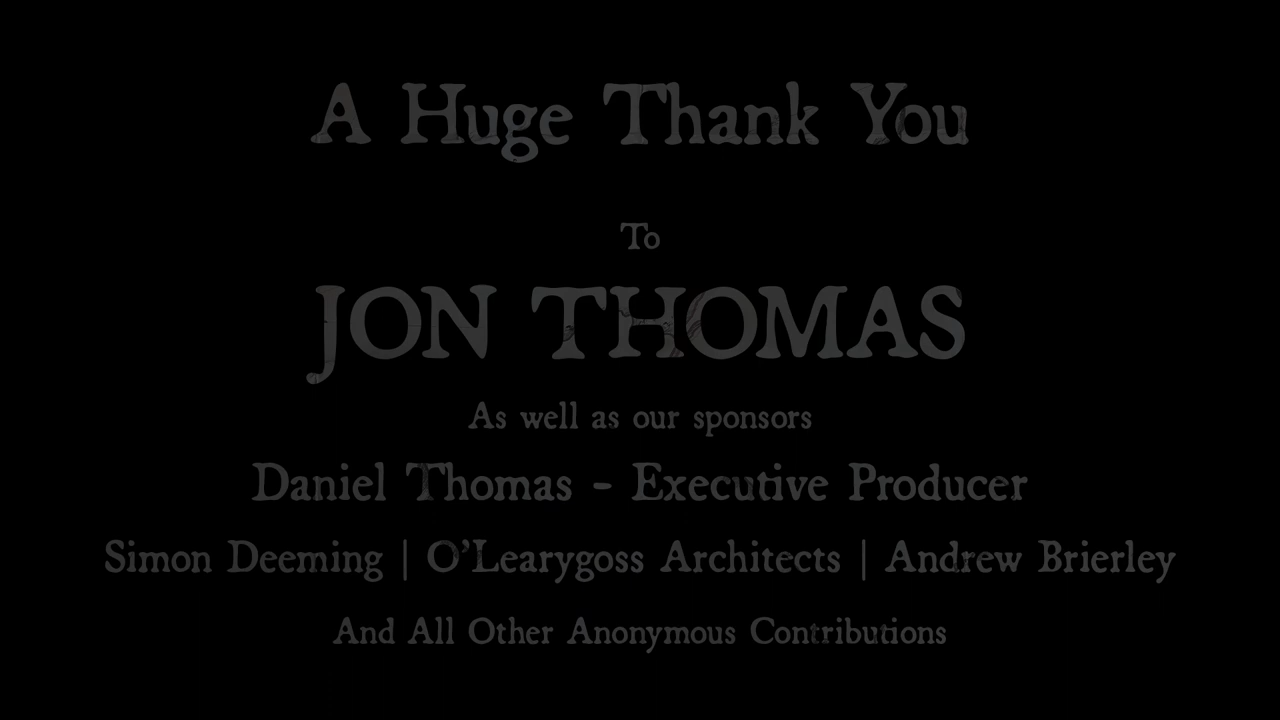 A Huge Thank You
To
JON THOMAS
As well as our sponsors
Daniel Thomas - Executive Producer
Simon Deeming | O'Learygoss Architects | Andrew Brierley
And All Other Anonymous Contributions